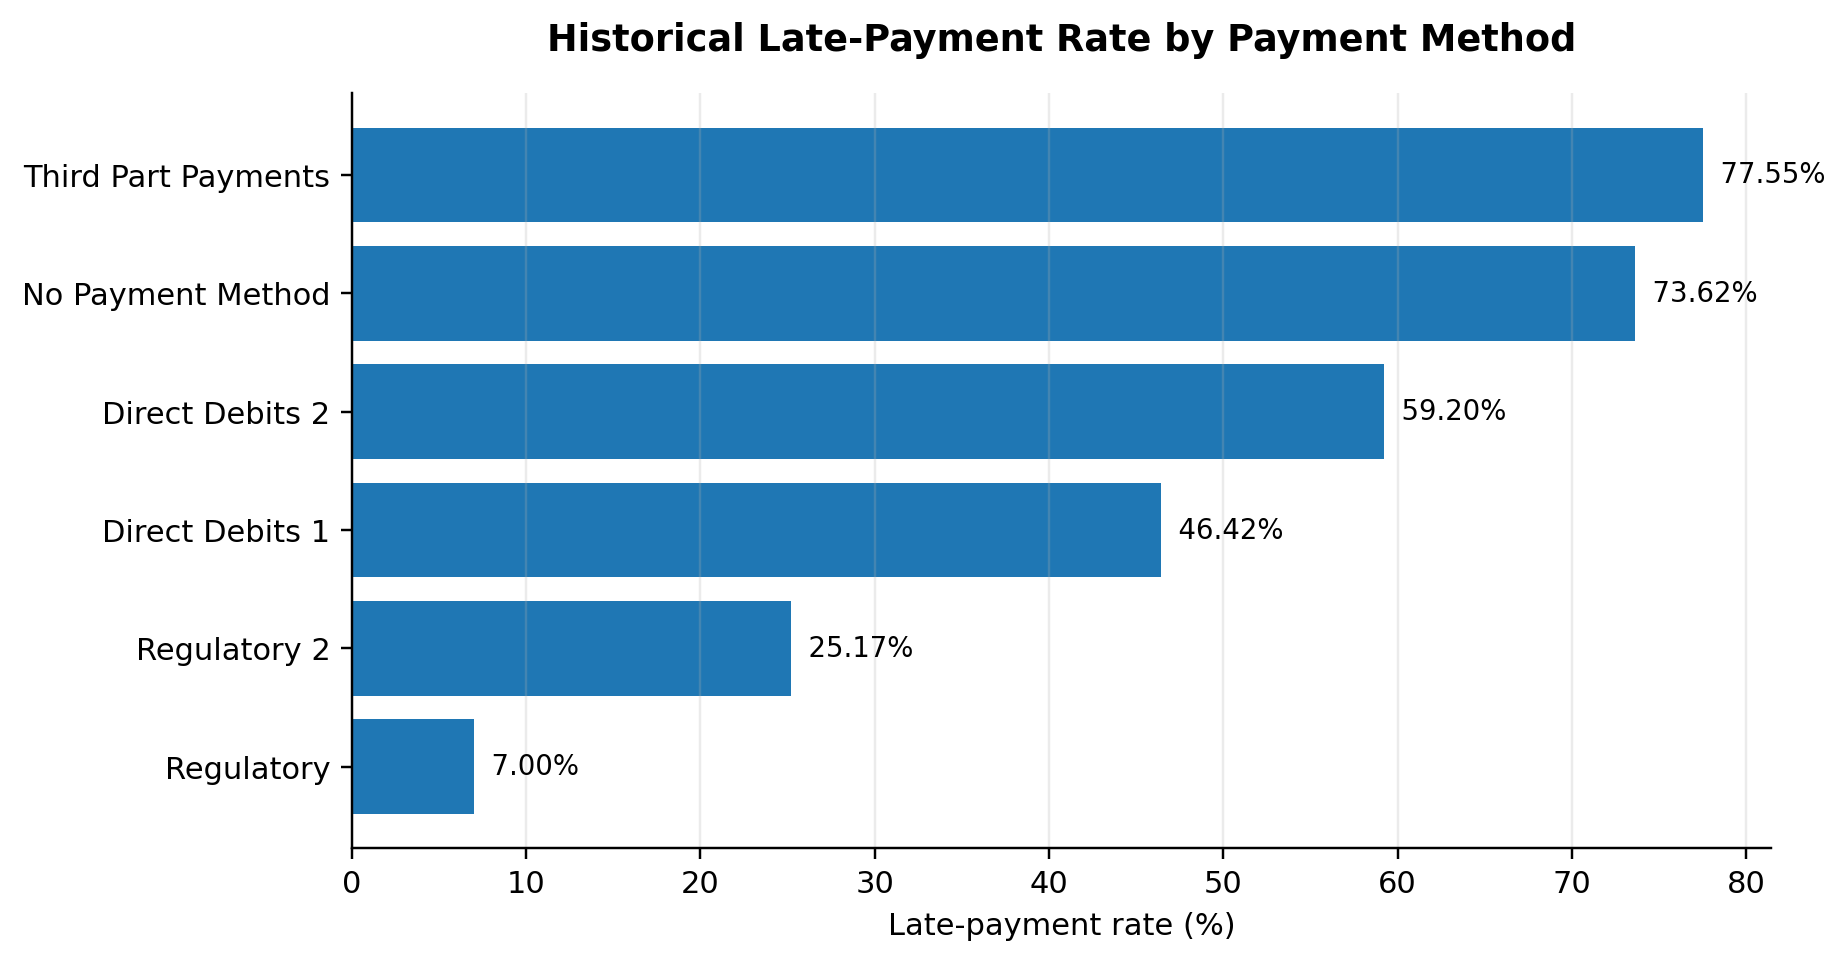 Historical Late-Payment Rate by Payment Method
Third Part Payments 77.55%
No Payment Method 73.62%
Direct Debits 2 59.20%
Direct Debits 1 46.42%
Regulatory 2 25.17%
Regulatory 7.00%
0 10 20 30 40 50 60 70 80
Late-payment rate (%)